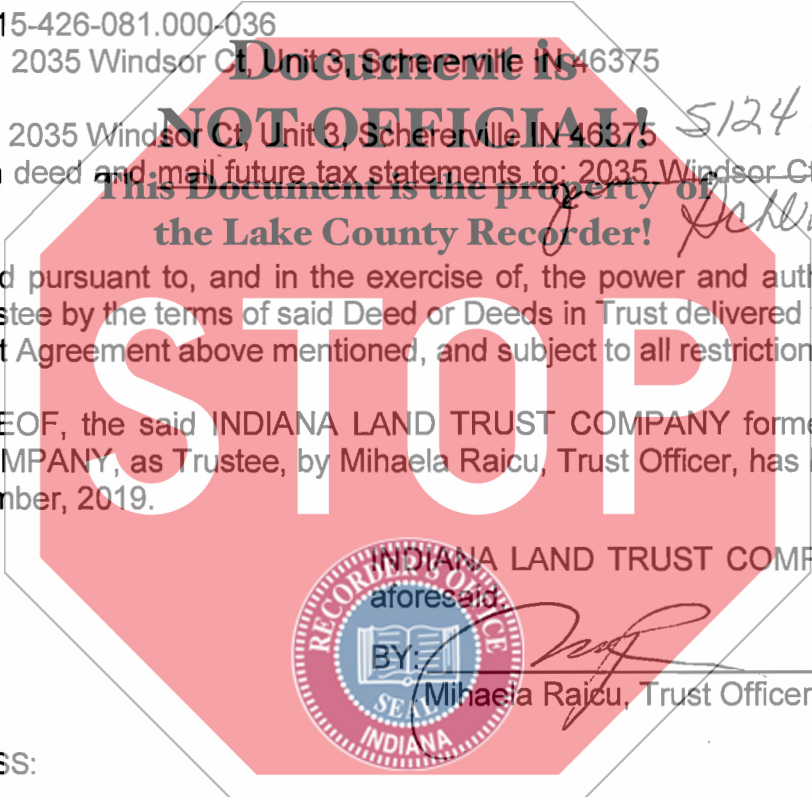 15-426-081.000-036
2035 Windsor Ct, Unit 3, Schererville IN 46375
Document is
NOT OFFICIAL!
2035 Windsor Ct, Unit 3, Schererville IN 46375 5124
deed and mail future tax statements to: 2035 Windsor Ct
This Document is the property of
the Lake County Recorder!
d pursuant to, and in the exercise of, the power and auth
stee by the terms of said Deed or Deeds in Trust delivered
t Agreement above mentioned, and subject to all restriction
STOP
EOF, the said INDIANA LAND TRUST COMPANY forme
MPANY, as Trustee, by Mihaela Raicu, Trust Officer, has
mber, 2019.
INDIANA LAND TRUST COMP
aforesaid
RECORDER'S OFFICE
BY:
SEAL
Mihaela Raicu, Trust Officer
INDIANA
SS: